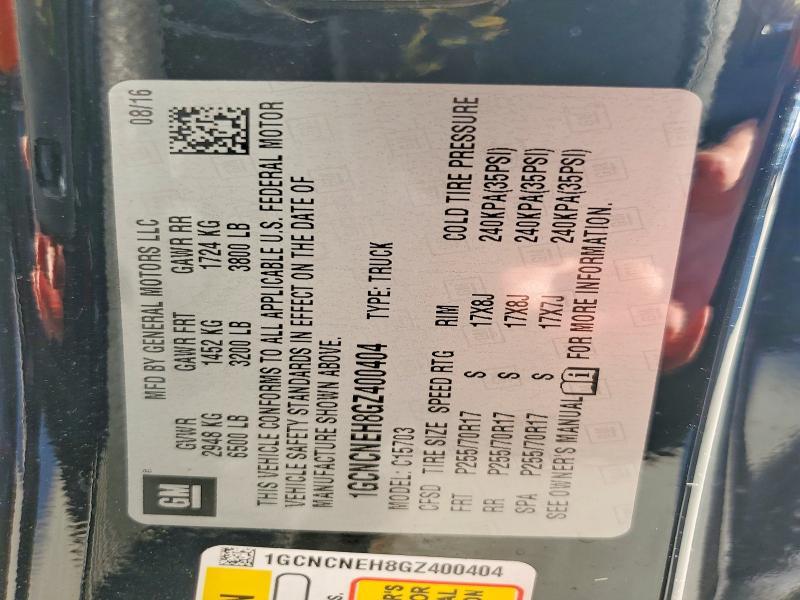 08/16
MFD BY GENERAL MOTORS LLC
GVWR GAWR FRT GAWR RR
2948 KG 1452 KG 1724 KG
6500 LB 3200 LB 3800 LB
GM
THIS VEHICLE CONFORMS TO ALL APPLICABLE U.S. FEDERAL MOTOR
VEHICLE SAFETY STANDARDS IN EFFECT ON THE DATE OF
MANUFACTURE SHOWN ABOVE.
1GCNCNEH8GZ400404 TYPE: TRUCK
MODEL: C15703
CFSD TIRE SIZE SPEED RTG RIM COLD TIRE PRESSURE
FRT P255/70R17 S 17X8J 240KPA(35PSI)
RR P255/70R17 S 17X8J 240KPA(35PSI)
SPA P255/70R17 S 17X7J 240KPA(35PSI)
SEE OWNER'S MANUAL FOR MORE INFORMATION.
1GCNCNEH8GZ400404